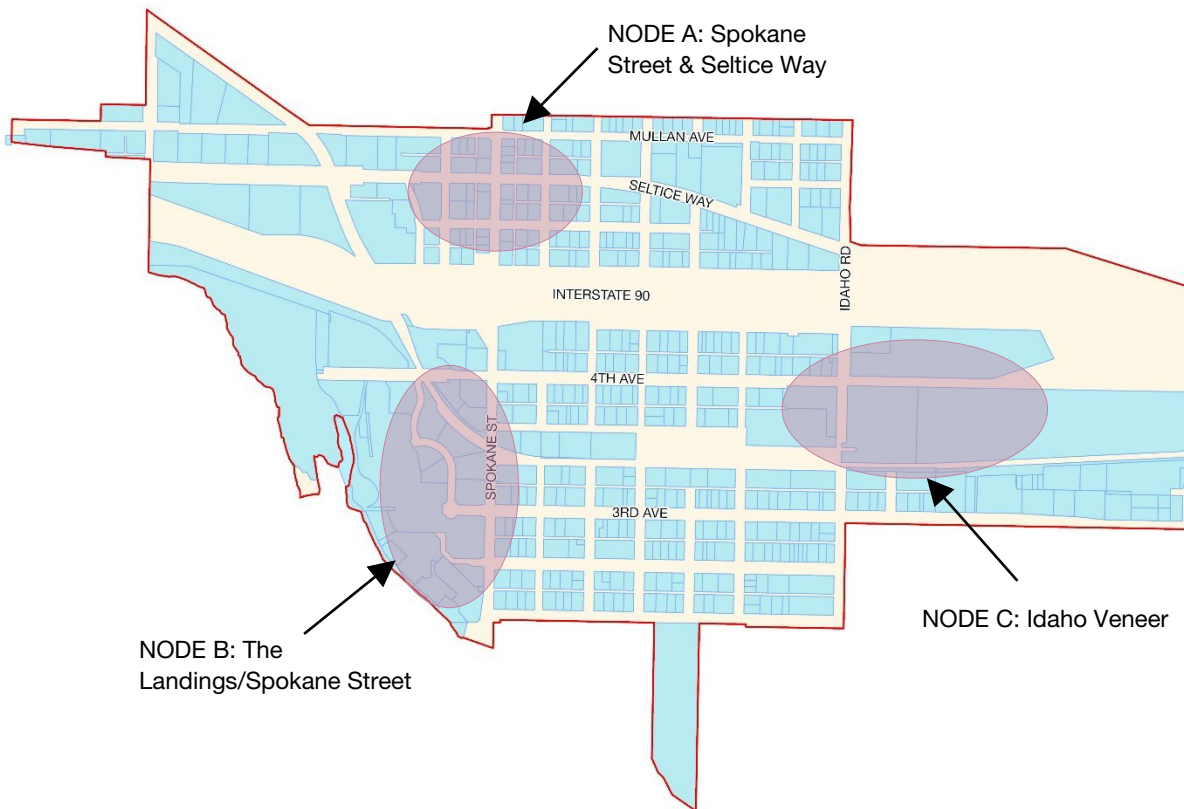 NODE A: Spokane
Street & Seltice Way
MULLAN AVE
SELTICE WAY
IDAHO RD
INTERSTATE 90
4TH AVE
SPOKANE ST
3RD AVE
NODE C: Idaho Veneer
NODE B: The
Landings/Spokane Street